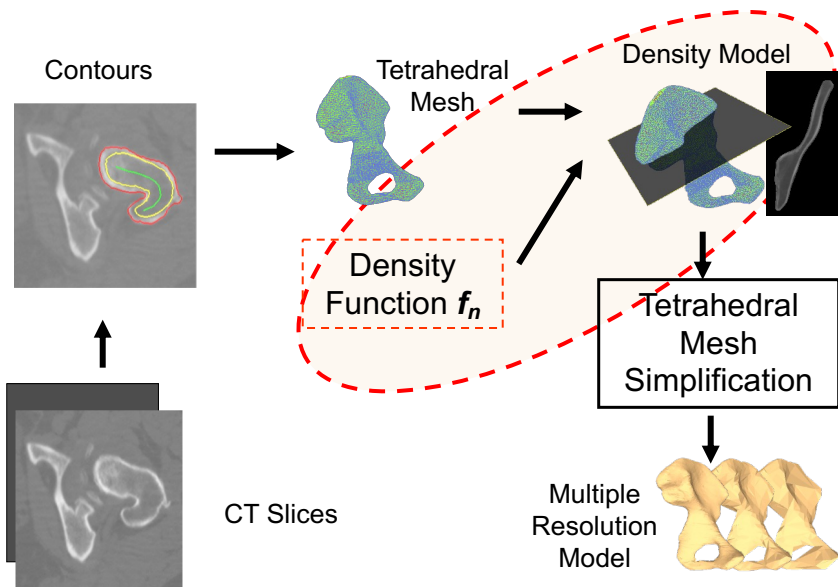 Contours
Tetrahedral
Mesh
Density Model
Density
Function fn
Tetrahedral
Mesh
Simplification
CT Slices
Multiple
Resolution
Model